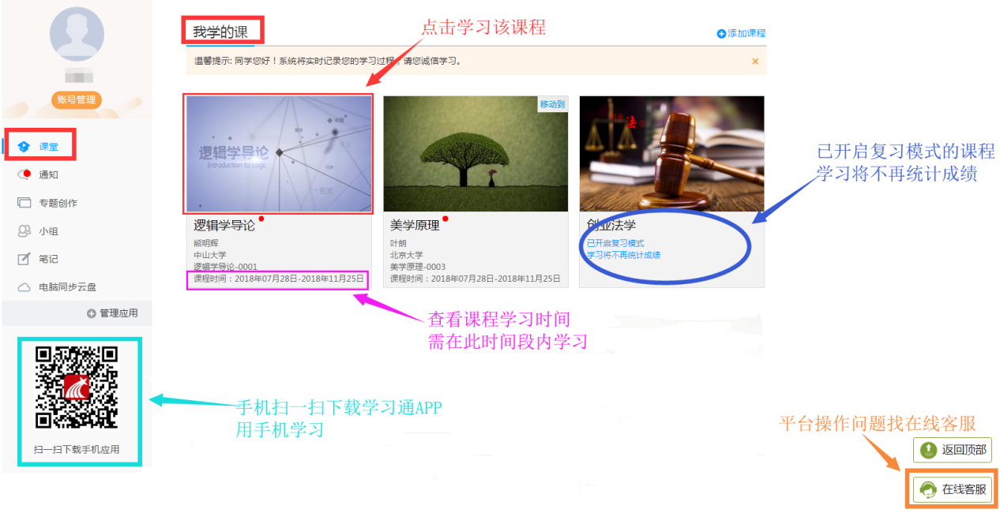 账号管理
课堂
通知
专题创作
小组
笔记
电脑同步云盘
管理应用
扫一扫下载手机应用
我学的课
点击学习该课程
添加课程
温馨提示: 同学您好！系统将实时记录您的学习过程，请您诚信学习。
逻辑学导论
Introduction to Logic
逻辑学导论
熊明辉
中山大学
逻辑学导论-0001
课程时间：2018年07月28日-2018年11月25日
移动到
美学原理
叶朗
北京大学
美学原理-0003
课程时间：2018年07月28日-2018年11月25日
创业法学
已开启复习模式
学习将不再统计成绩
已开启复习模式的课程
学习将不再统计成绩
查看课程学习时间
需在此时间段内学习
手机扫一扫下载学习通APP
用手机学习
平台操作问题找在线客服
返回顶部
在线客服